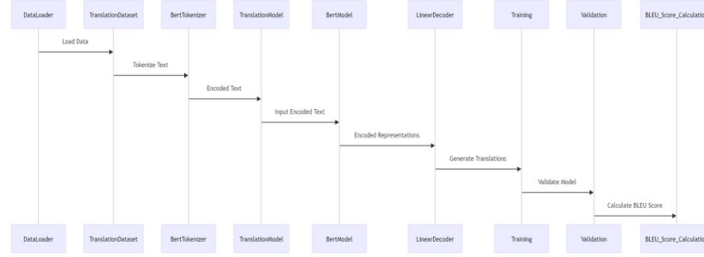 DataLoader TranslationDataset BertTokenizer TranslationModel BertModel LinearDecoder Training Validation BLEU_Score_Calculatio
Load Data
Tokenize Text
Encoded Text
Input Encoded Text
Encoded Representations
Generate Translations
Validate Model
Calculate BLEU Score
DataLoader TranslationDataset BertTokenizer TranslationModel BertModel LinearDecoder Training Validation BLEU_Score_Calculatio